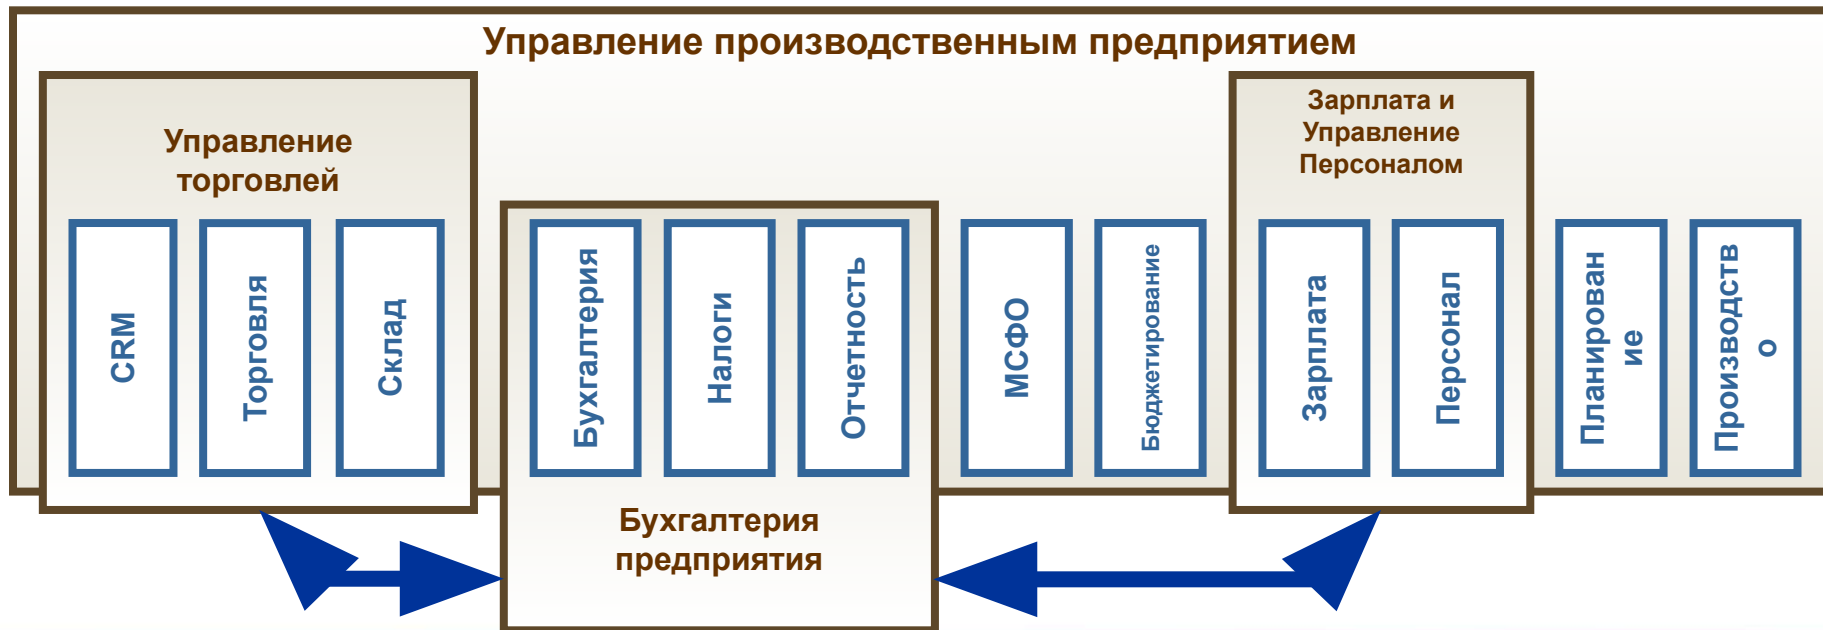 Управление производственным предприятием
Управление
торговлей
CRM
Торговля
Склад
Бухгалтерия
Налоги
Отчетность
Бухгалтерия
предприятия
МСФО
Бюджетирование
Зарплата и
Управление
Персоналом
Зарплата
Персонал
Планирован
ие
Производств
о